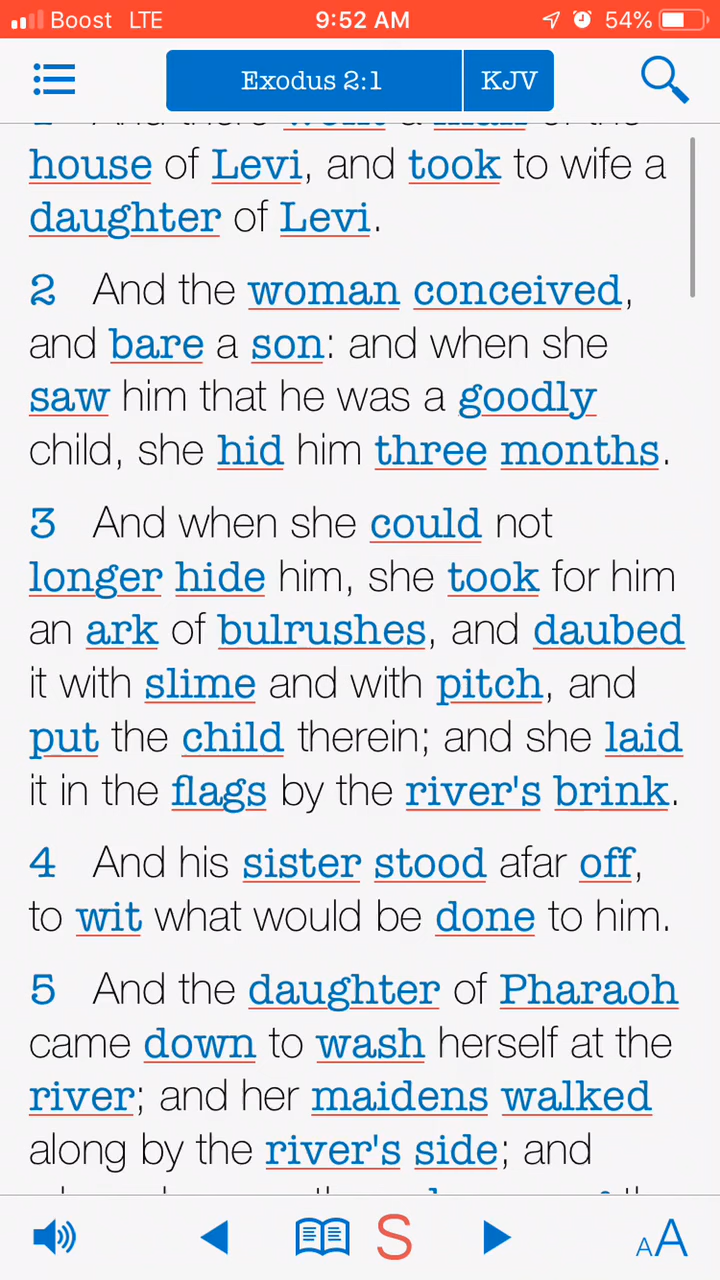 Boost LTE 9:52 AM 54%
Exodus 2:1 KJV
house of Levi, and took to wife a
daughter of Levi.
2 And the woman conceived,
and bare a son: and when she
saw him that he was a goodly
child, she hid him three months.
3 And when she could not
longer hide him, she took for him
an ark of bulrushes, and daubed
it with slime and with pitch, and
put the child therein; and she laid
it in the flags by the river's brink.
4 And his sister stood afar off,
to wit what would be done to him.
5 And the daughter of Pharaoh
came down to wash herself at the
river; and her maidens walked
along by the river's side; and
S AA